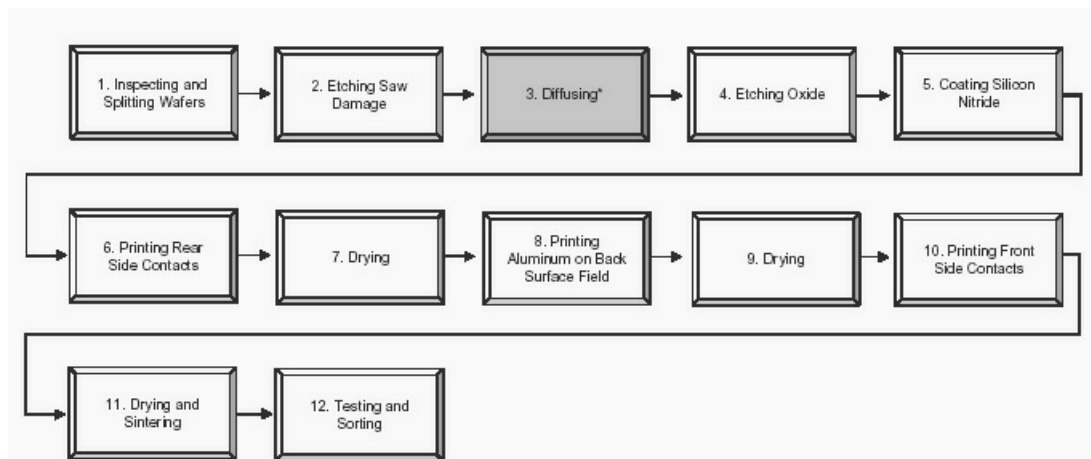 1. Inspecting and
Splitting Wafers
2. Etching Saw
Damage
3. Diffusing*
4. Etching Oxide
5. Coating Silicon
Nitride
6. Printing Rear
Side Contacts
7. Drying
8. Printing
Aluminum on Back
Surface Field
9. Drying
10. Printing Front
Side Contacts
11. Drying and
Sintering
12. Testing and
Sorting